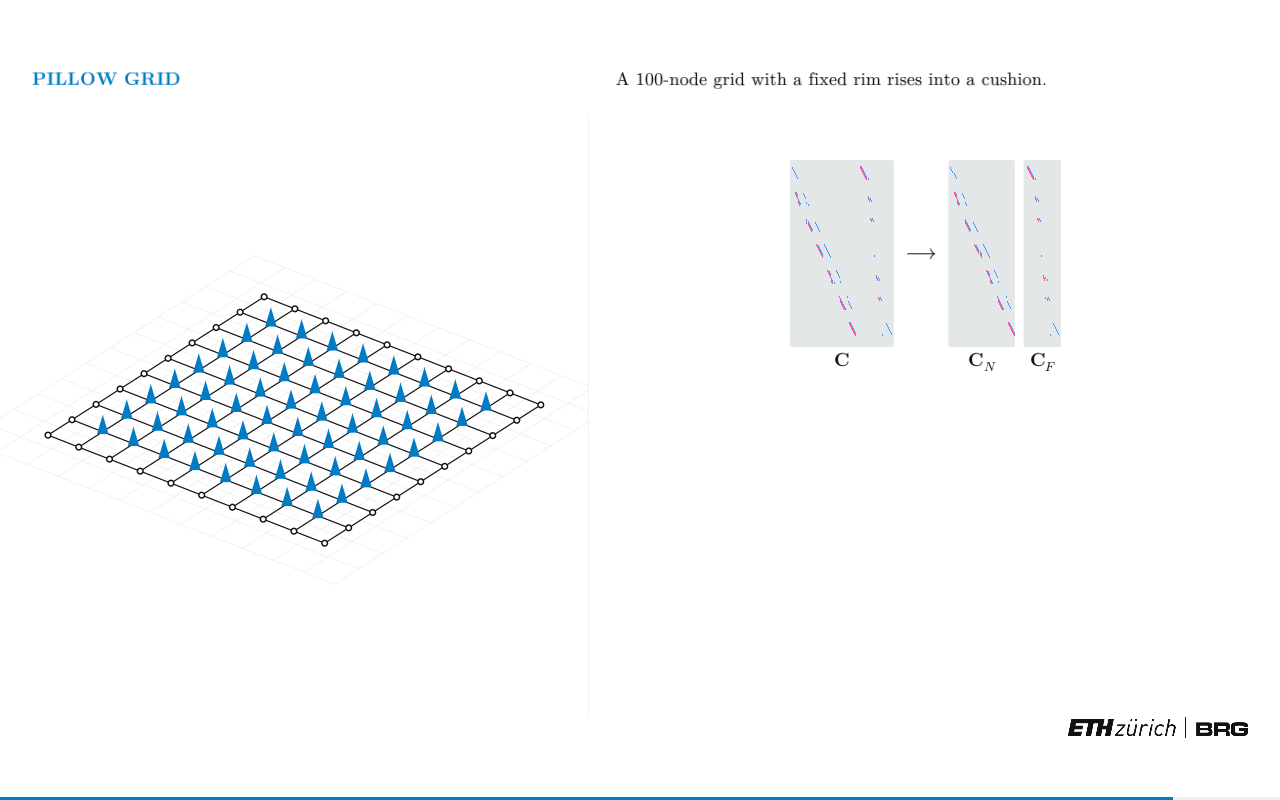 PILLOW GRID
A 100-node grid with a fixed rim rises into a cushion.
C → C_N C_F
ETH zürich | BRG